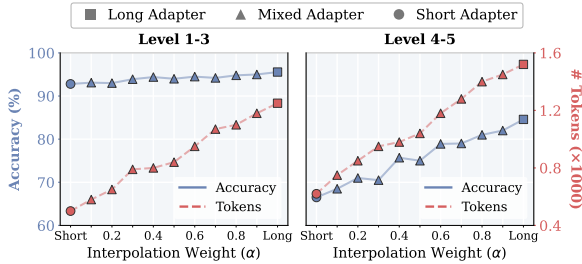 Long Adapter Mixed Adapter Short Adapter
Level 1-3 Level 4-5
100
90
80
70
60
Accuracy (%)
Accuracy
Tokens
Accuracy
Tokens
1.6
1.2
0.8
0.4
# Tokens (×1000)
Short 0.2 0.4 0.6 0.8 Long
Short 0.2 0.4 0.6 0.8 Long
Interpolation Weight (α) Interpolation Weight (α)